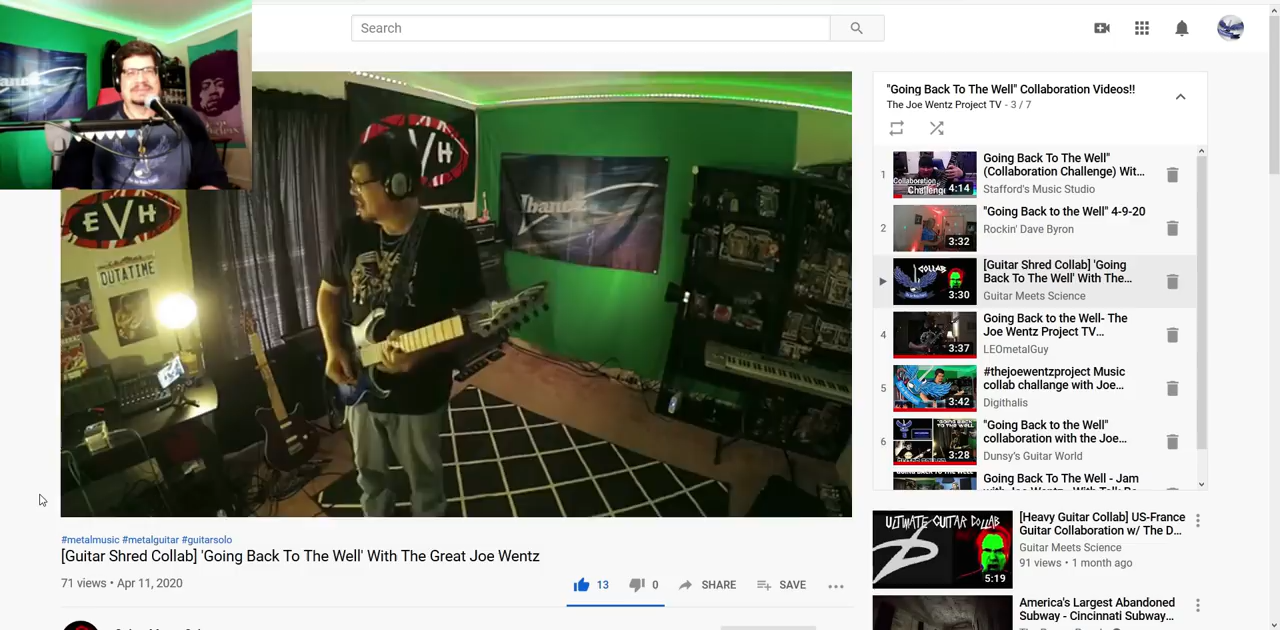 Search
EVH
Ibanez
EVH
OUTATIME
#metalmusic #metalguitar #guitarsolo
[Guitar Shred Collab] 'Going Back To The Well' With The Great Joe Wentz
71 views • Apr 11, 2020
13
0
SHARE
SAVE
"Going Back To The Well" Collaboration Videos!!
The Joe Wentz Project TV - 3 / 7
1
Collaboration
Challenge
4:14
Going Back To The Well"
(Collaboration Challenge) Wit...
Stafford's Music Studio
2
3:32
"Going Back to the Well" 4-9-20
Rockin' Dave Byron
COLLAB
3:30
[Guitar Shred Collab] 'Going
Back To The Well' With The...
Guitar Meets Science
4
3:37
Going Back to the Well- The
Joe Wentz Project TV...
LEOmetalGuy
5
3:42
#thejoewentzproject Music
collab challange with Joe...
Digithalis
6
3:28
"Going Back to the Well"
collaboration with the Joe...
Dunsy's Guitar World
Going Back To The Well - Jam
ULTIMATE GUITAR COLLAB
5:19
[Heavy Guitar Collab] US-France
Guitar Collaboration w/ The D...
Guitar Meets Science
91 views • 1 month ago
America's Largest Abandoned
Subway - Cincinnati Subway...